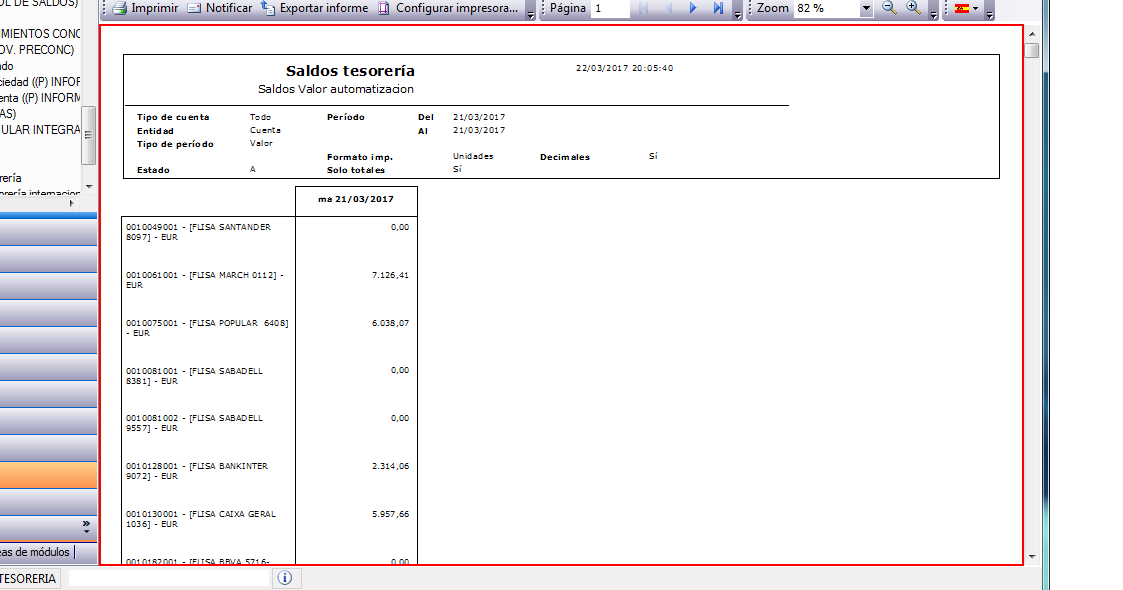 Imprimir Notificar Exportar informe Configurar impresora... Página 1 Zoom 82 %
OL DE SALDOS)
MIENTOS CONC
OV. PRECONC)
do
ciedad ((P) INFOR
enta ((P) INFORM
AS)
ULAR INTEGRA
rería
orería internacion
eas de módulos
TESORERIA
Saldos tesorería
22/03/2017 20:05:40
Saldos Valor automatizacion
Tipo de cuenta Todo Período Del 21/03/2017
Entidad Cuenta Al 21/03/2017
Tipo de período Valor
Formato imp. Unidades Decimales Sí
Estado A Solo totales Sí
ma 21/03/2017
0010049001 - [FLISA SANTANDER 0,00
8097] - EUR
0010061001 - [FLISA MARCH 0112] - 7.126,41
EUR
0010075001 - [FLISA POPULAR 6408] 6.038,07
- EUR
0010081001 - [FLISA SABADELL 0,00
8381] - EUR
0010081002 - [FLISA SABADELL 0,00
9557] - EUR
0010128001 - [FLISA BANKINTER 2.314,06
9072] - EUR
0010130001 - [FLISA CAIXA GERAL 5.957,66
1036] - EUR
0010182001 - [FLISA BBVA 5716- 0,00